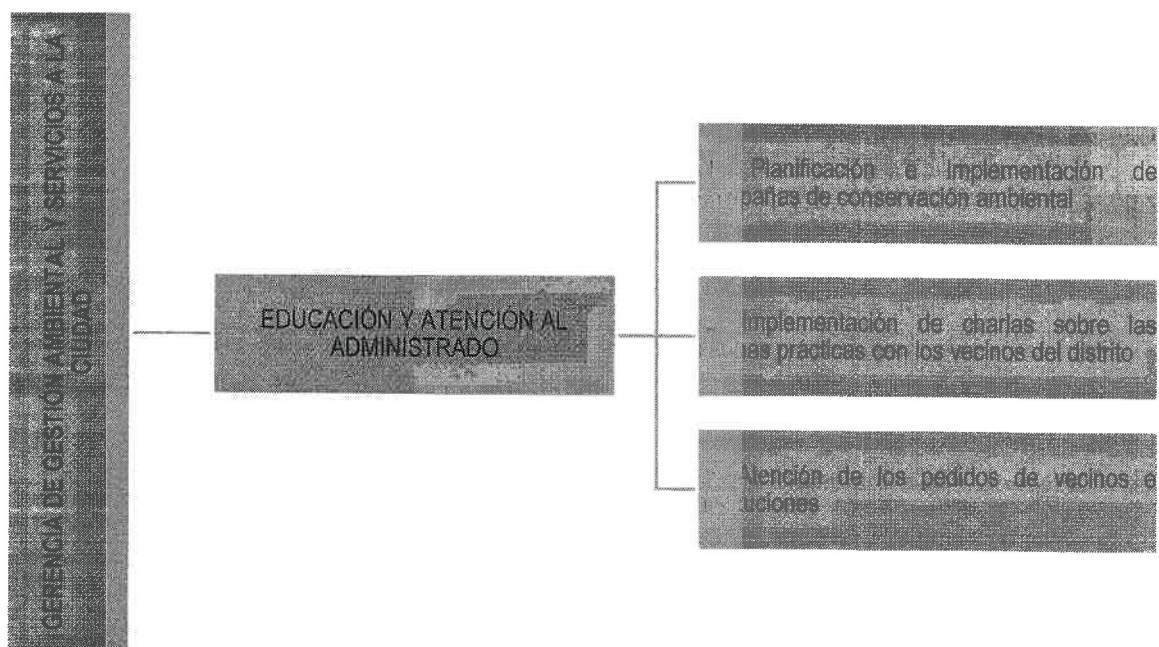 GERENCIA DE GESTIÓN AMBIENTAL Y SERVICIOS A LA
CIUDAD
EDUCACIÓN Y ATENCIÓN AL
ADMINISTRADO
Planificación e Implementación de
pañas de conservación ambiental
Implementación de charlas sobre las
nas prácticas con los vecinos del distrito
Atención de los pedidos de vecinos e
uciones